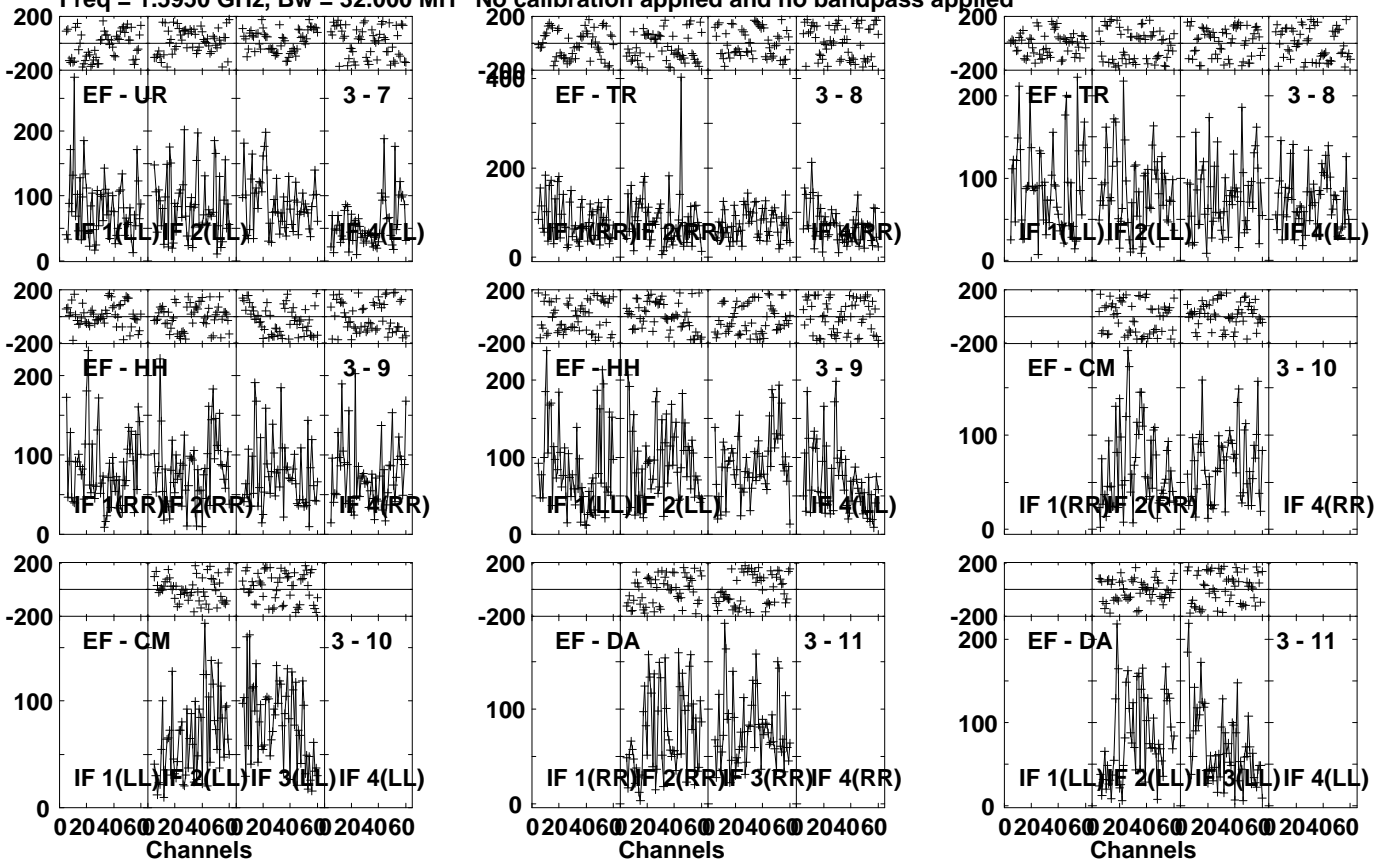 Freq = 1.5950 GHz, Bw = 32.000 MH No calibration applied and no bandpass applied
200
-200
EF - UR 3 - 7
200
100
0
IF 1(LL) IF 2(LL) IF 4(LL)
200
-200
400
EF - TR 3 - 8
200
0
IF 1(RR) IF 2(RR) IF 4(RR)
200
-200
EF - TR 3 - 8
200
100
0
IF 1(LL) IF 2(LL) IF 4(LL)
200
-200
EF - HH 3 - 9
200
100
0
IF 1(RR) IF 2(RR) IF 4(RR)
200
-200
EF - HH 3 - 9
200
100
0
IF 1(LL) IF 2(LL) IF 4(LL)
200
-200
EF - CM 3 - 10
100
0
IF 1(RR) IF 2(RR) IF 4(RR)
200
-200
EF - CM 3 - 10
100
0
IF 1(LL) IF 2(LL) IF 3(LL) IF 4(LL)
0 20 40 60 0 20 40 60 0 20 40 60 0 20 40 60
Channels
200
-200
EF - DA 3 - 11
100
0
IF 1(RR) IF 2(RR) IF 3(RR) IF 4(RR)
0 20 40 60 0 20 40 60 0 20 40 60 0 20 40 60
Channels
200
-200
EF - DA 3 - 11
200
100
0
IF 1(LL) IF 2(LL) IF 3(LL) IF 4(LL)
0 20 40 60 0 20 40 60 0 20 40 60 0 20 40 60
Channels